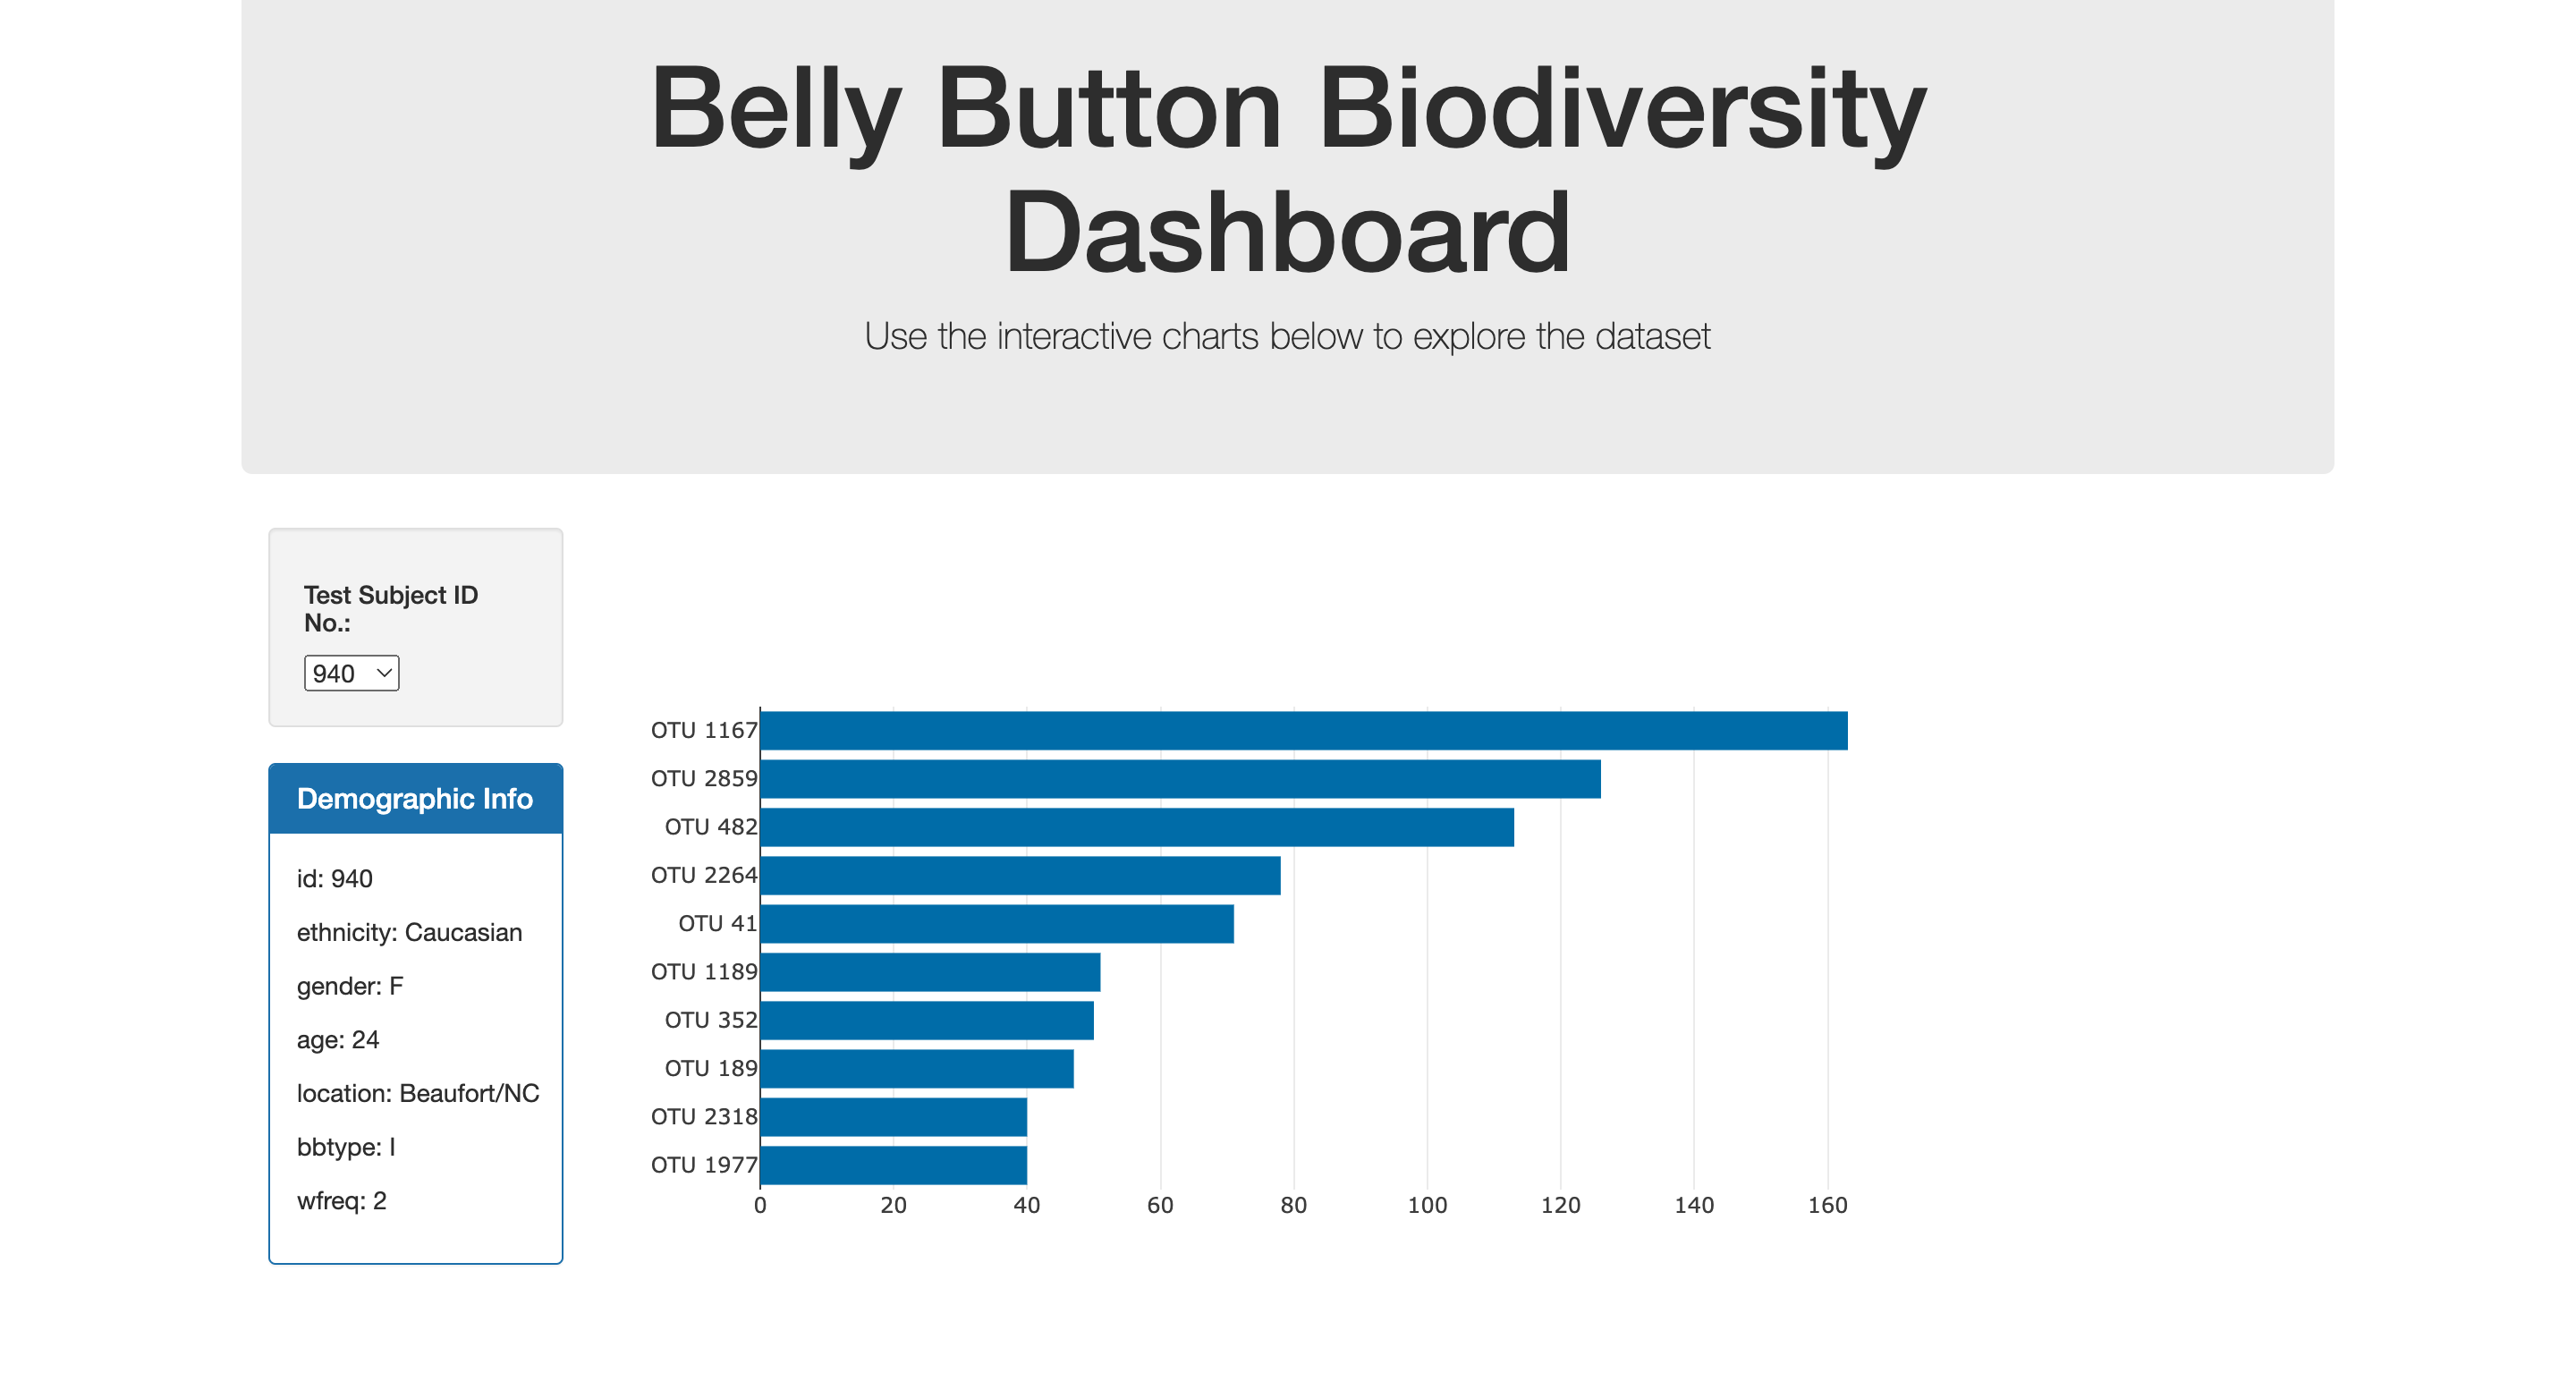 Belly Button Biodiversity
Dashboard
Use the interactive charts below to explore the dataset
Test Subject ID
No.:
940
Demographic Info
id: 940
ethnicity: Caucasian
gender: F
age: 24
location: Beaufort/NC
bbtype: I
wfreq: 2
OTU 1167
OTU 2859
OTU 482
OTU 2264
OTU 41
OTU 1189
OTU 352
OTU 189
OTU 2318
OTU 1977
0 20 40 60 80 100 120 140 160